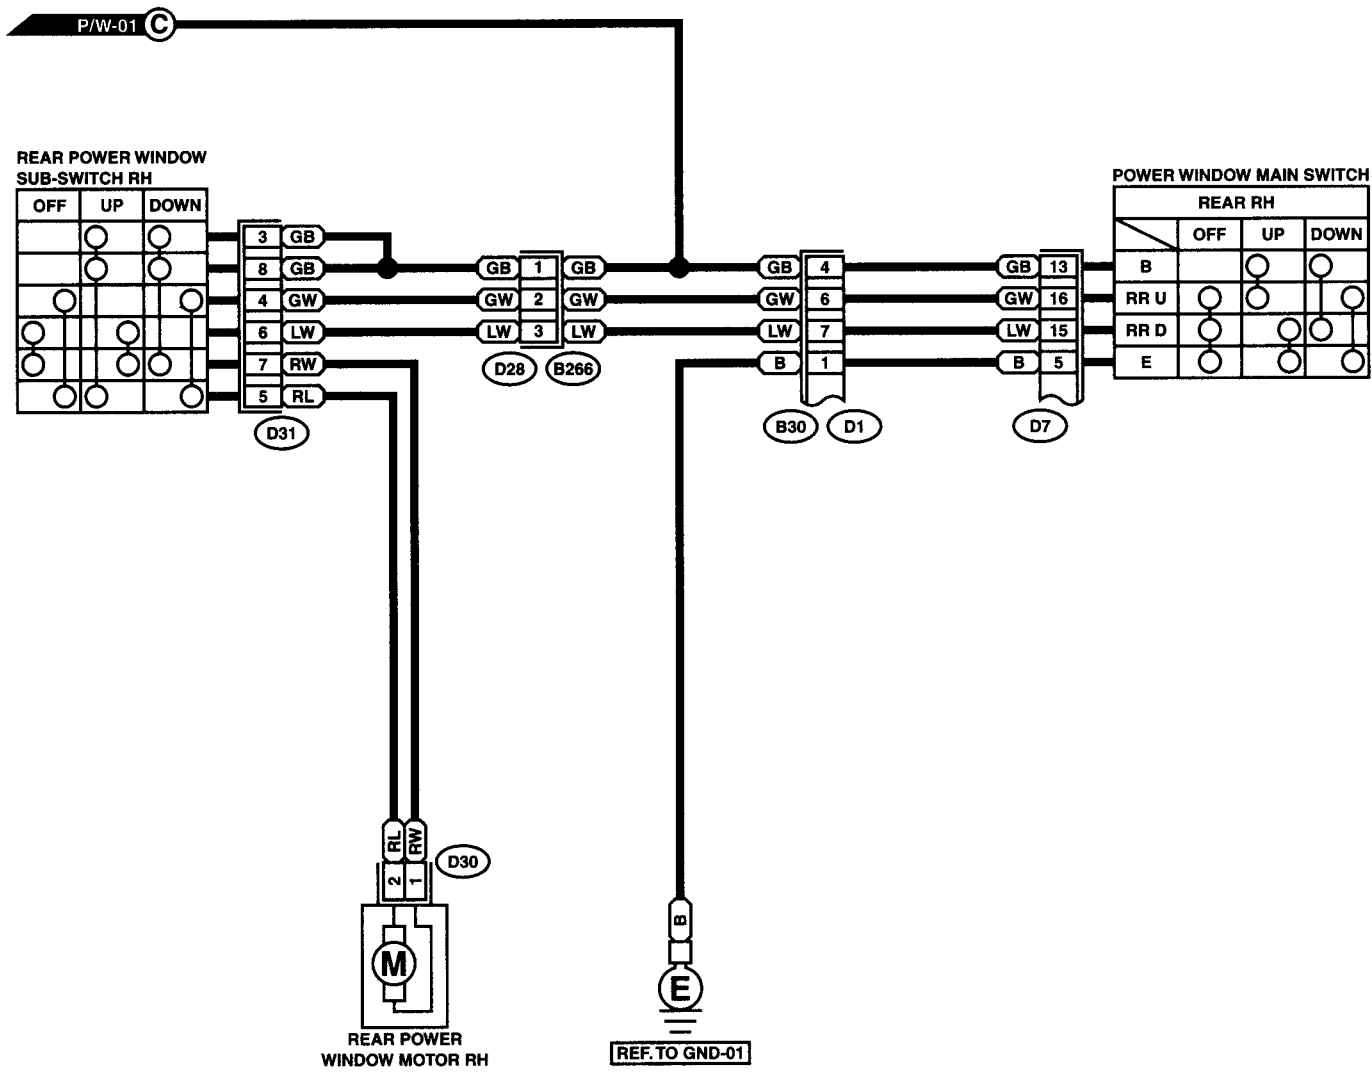 P/W-01 C
REAR POWER WINDOW
SUB-SWITCH RH
OFF UP DOWN
POWER WINDOW MAIN SWITCH
REAR RH
OFF UP DOWN
3 GB
8 GB GB 1 GB GB 4 GB 13 B
4 GW GW 2 GW GW 6 GW 16 RR U
6 LW LW 3 LW LW 7 LW 15 RR D
7 RW B 1 B 5 E
5 RL
D28 B266
D31
B30 D1
D7
RL RW
2 1
D30
M
REAR POWER
WINDOW MOTOR RH
B
E
REF. TO GND-01